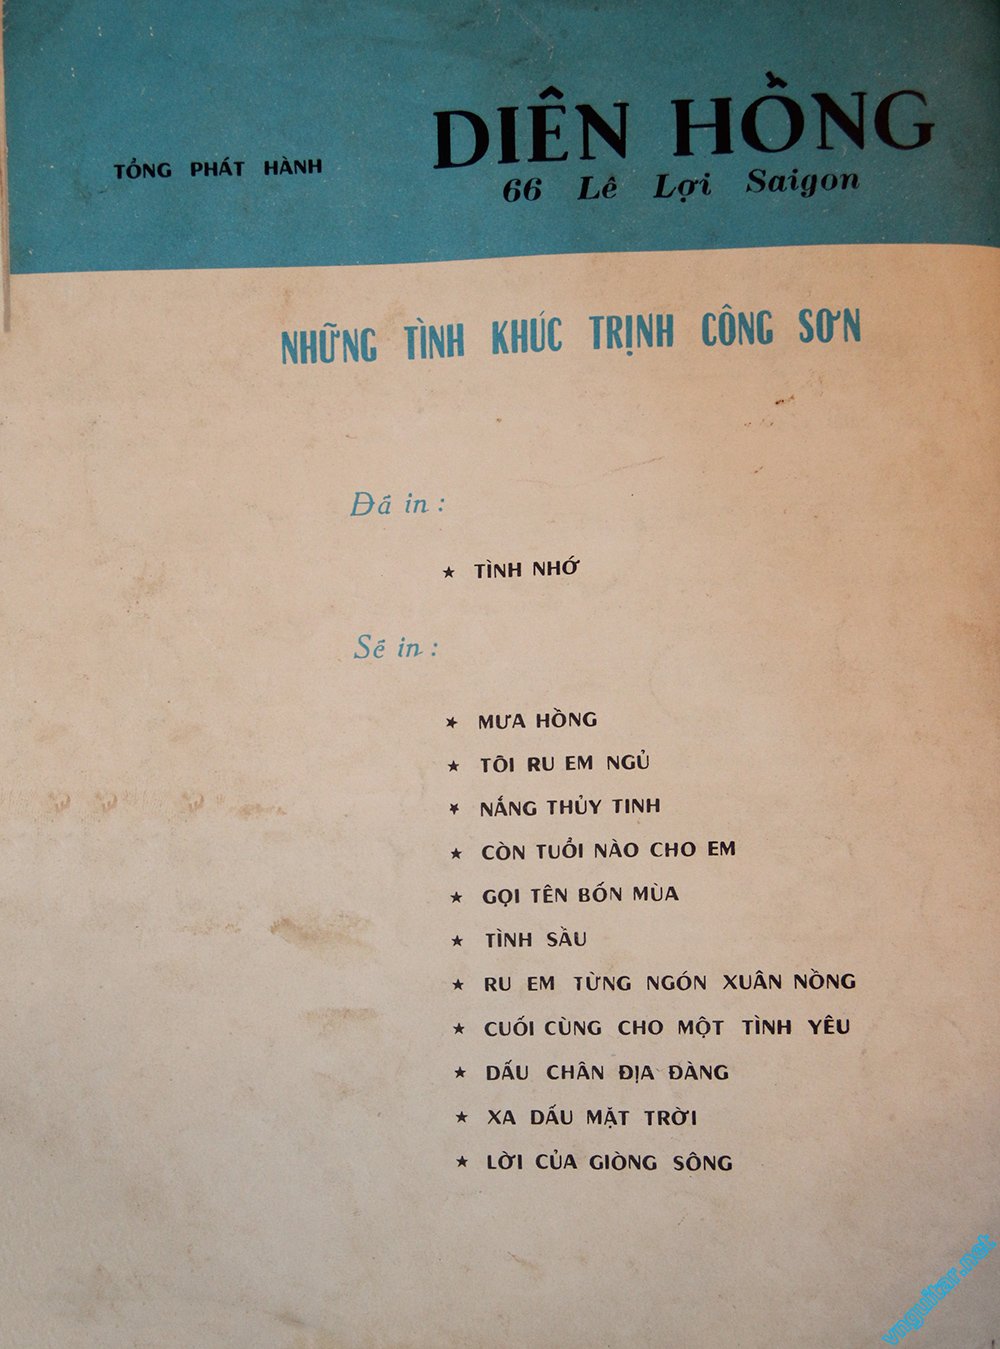 TỔNG PHÁT HÀNH
DIÊN HỒNG
66 Lê Lợi Saigon
NHỮNG TÌNH KHÚC TRỊNH CÔNG SƠN
Đã in :
★ TÌNH NHỚ
Sẽ in :
★ MƯA HỒNG
★ TÔI RU EM NGỦ
★ NẮNG THỦY TINH
★ CÒN TUỔI NÀO CHO EM
★ GỌI TÊN BỐN MÙA
★ TÌNH SẦU
★ RU EM TỪNG NGÓN XUÂN NỒNG
★ CUỐI CÙNG CHO MỘT TÌNH YÊU
★ DẤU CHÂN ĐỊA ĐÀNG
★ XA DẤU MẶT TRỜI
★ LỜI CỦA GIÒNG SÔNG
vnguitar.net